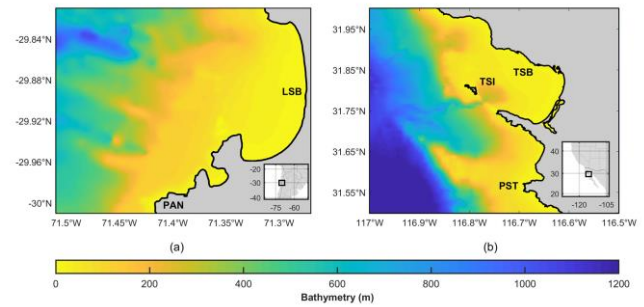 -29.84°N
-29.88°N
-29.92°N
-29.96°N
-30°N
71.5°W
71.45°W
71.4°W
71.35°W
71.3°W
LSB
PAN
-20
-30
-40
-75
-60
(a)
31.95°N
31.85°N
31.75°N
31.65°N
31.55°N
117°W
116.9°W
116.8°W
116.7°W
116.6°W
116.5°W
TSB
TSI
PST
40
30
20
-120
-105
(b)
0
200
400
600
800
1000
1200
Bathymetry (m)